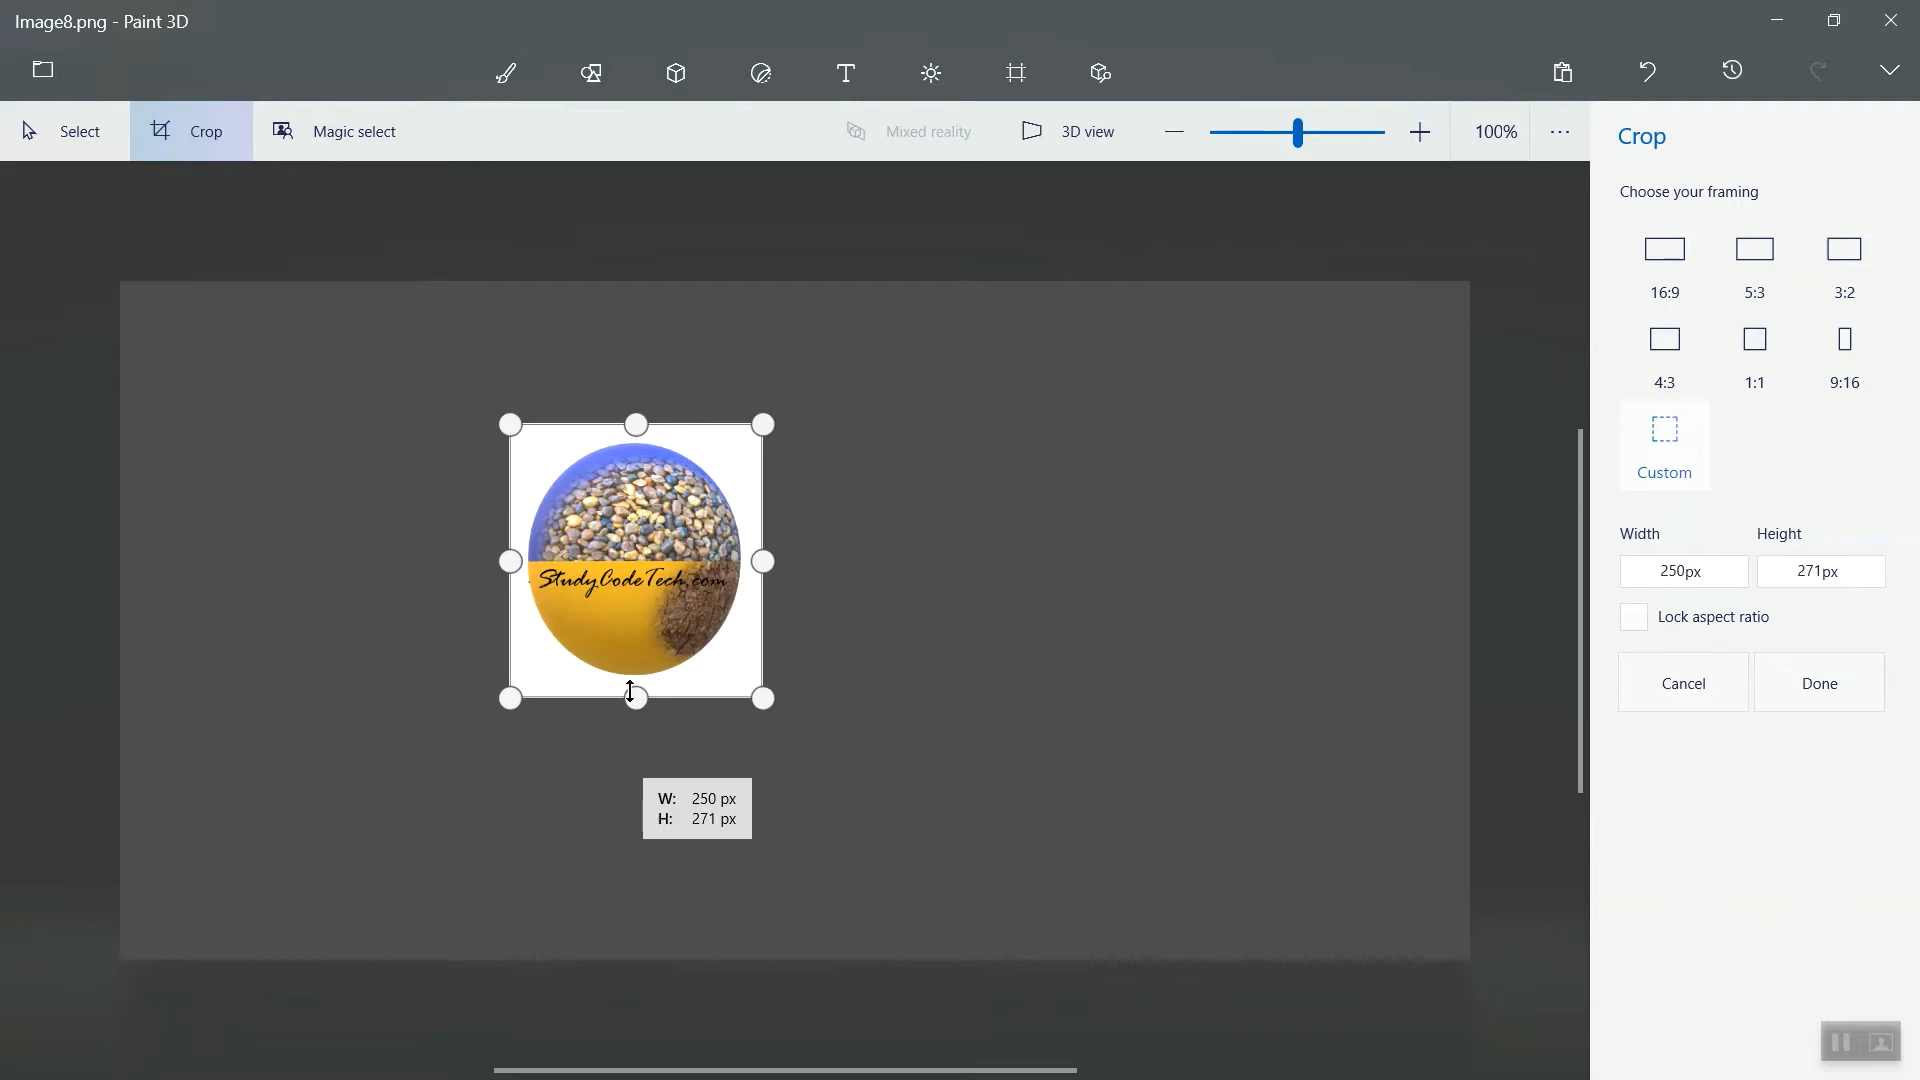 Image8.png - Paint 3D
Select
Crop
Magic select
Mixed reality
3D view
100%
Crop
Choose your framing
16:9
5:3
3:2
4:3
1:1
9:16
Custom
Width
Height
250px
271px
Lock aspect ratio
Cancel
Done
StudyCodeTech.com
W: 250 px
H: 271 px